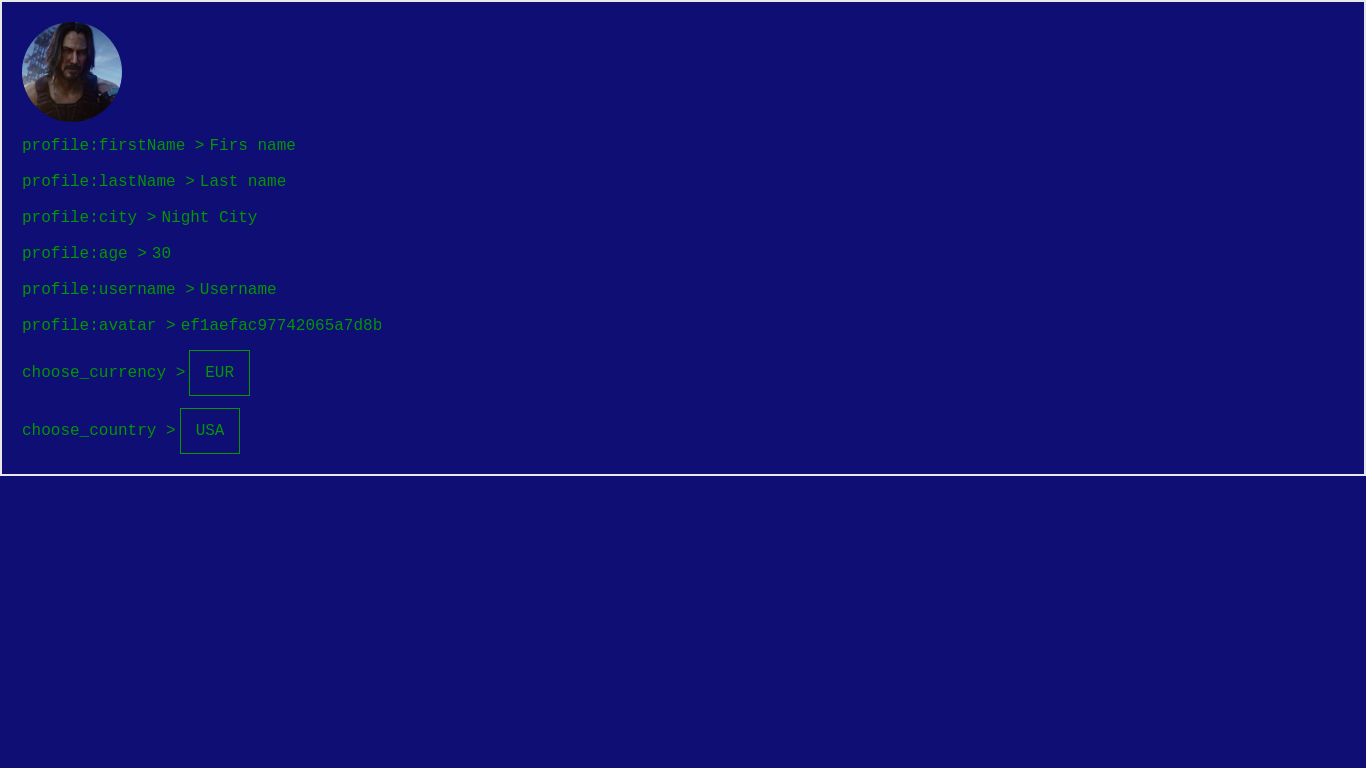 profile:firstName > Firs name
profile:lastName > Last name
profile:city > Night City
profile:age > 30
profile:username > Username
profile:avatar > ef1aefac97742065a7d8b
choose_currency > EUR
choose_country > USA